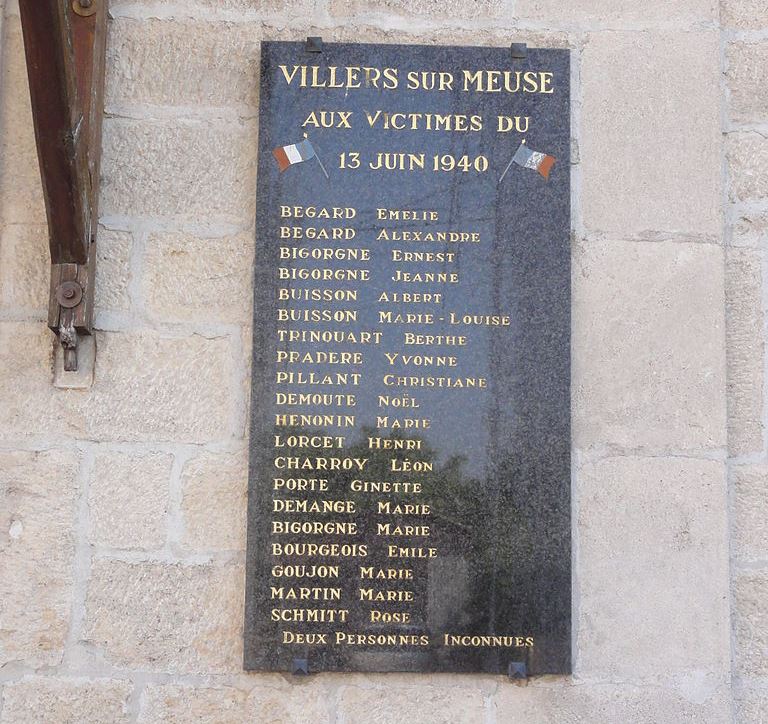 VILLERS SUR MEUSE
AUX VICTIMES DU
13 JUIN 1940
BEGARD EMELIE
BEGARD ALEXANDRE
BIGORGNE ERNEST
BIGORGNE JEANNE
BUISSON ALBERT
BUISSON MARIE-LOUISE
TRINQUART BERTHE
PRADERE YVONNE
PILLANT CHRISTIANE
DEMOUTE NOËL
HENONIN MARIE
LORCET HENRI
CHARROY LÉON
PORTE GINETTE
DEMANGE MARIE
BIGORGNE MARIE
BOURGEOIS EMILE
GOUJON MARIE
MARTIN MARIE
SCHMITT ROSE
DEUX PERSONNES INCONNUES